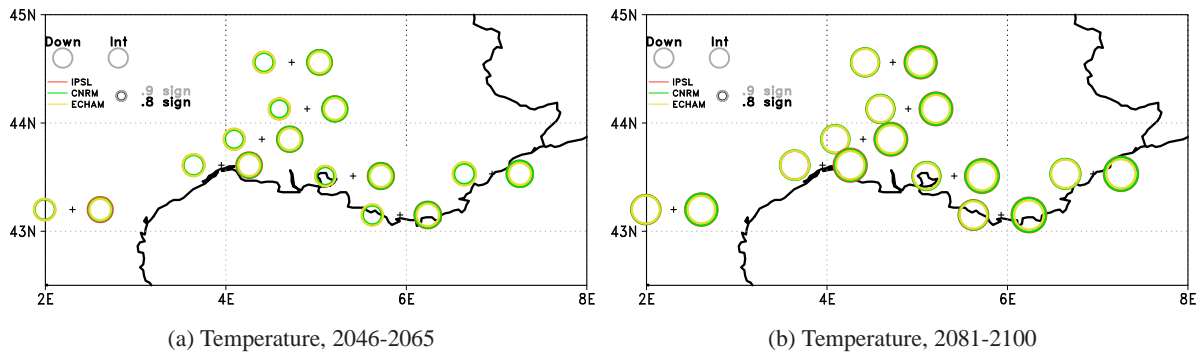 45N
44N
43N
2E 4E 6E 8E
Down Int
IPSL
CNRM
ECHAM
.9 sign
.8 sign
(a) Temperature, 2046-2065
45N
44N
43N
2E 4E 6E 8E
Down Int
IPSL
CNRM
ECHAM
.9 sign
.8 sign
(b) Temperature, 2081-2100